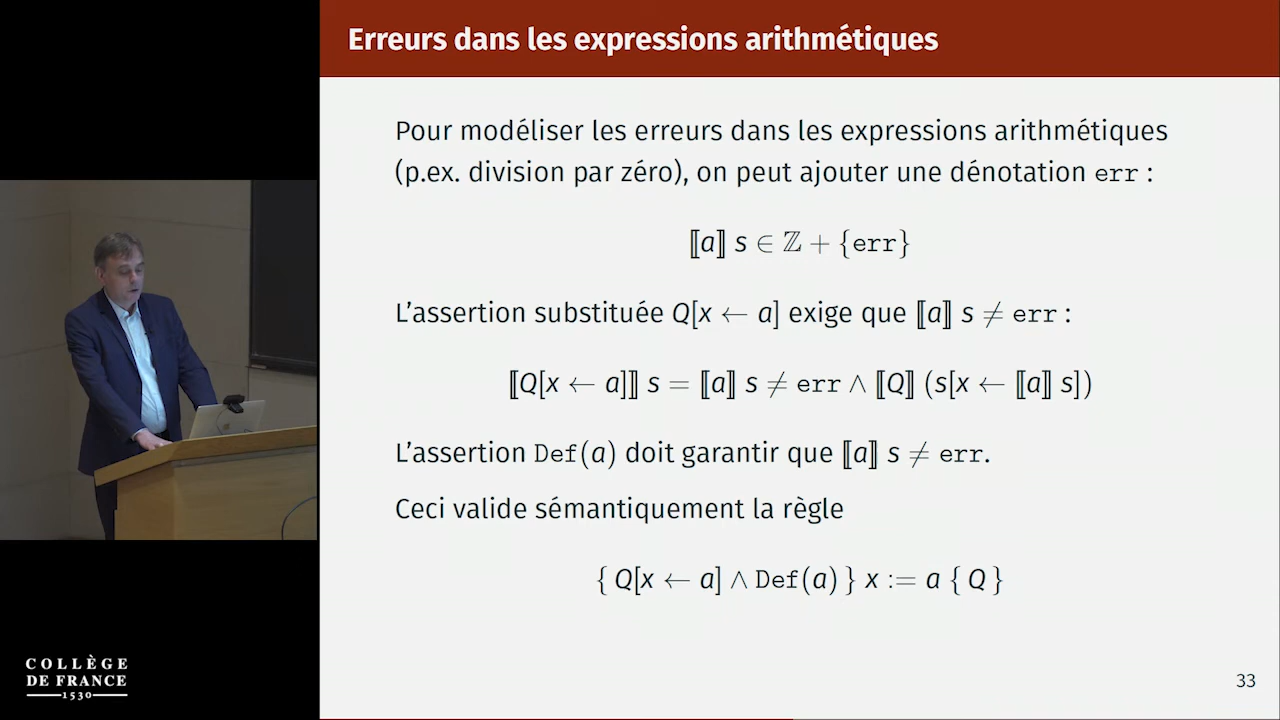 Erreurs dans les expressions arithmétiques
Pour modéliser les erreurs dans les expressions arithmétiques
(p.ex. division par zéro), on peut ajouter une dénotation err :
⟦a⟧ s ∈ ℤ + {err}
L'assertion substituée Q[x ← a] exige que ⟦a⟧ s ≠ err :
⟦Q[x ← a]⟧ s = ⟦a⟧ s ≠ err ∧ ⟦Q⟧ (s[x ← ⟦a⟧ s])
L'assertion Def(a) doit garantir que ⟦a⟧ s ≠ err.
Ceci valide sémantiquement la règle
{ Q[x ← a] ∧ Def(a) } x := a { Q }
33
COLLÈGE
DE FRANCE
1530